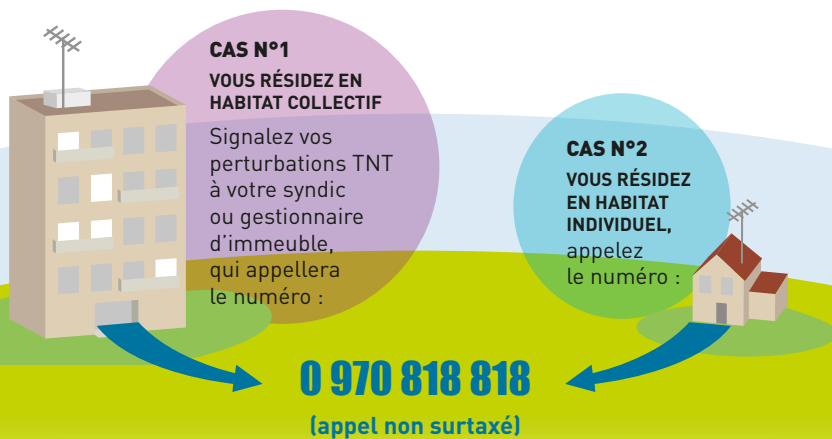 CAS N°1
VOUS RÉSIDEZ EN
HABITAT COLLECTIF
Signalez vos
perturbations TNT
à votre syndic
ou gestionnaire
d'immeuble,
qui appellera
le numéro :
CAS N°2
VOUS RÉSIDEZ
EN HABITAT
INDIVIDUEL,
appelez
le numéro :
0 970 818 818
(appel non surtaxé)